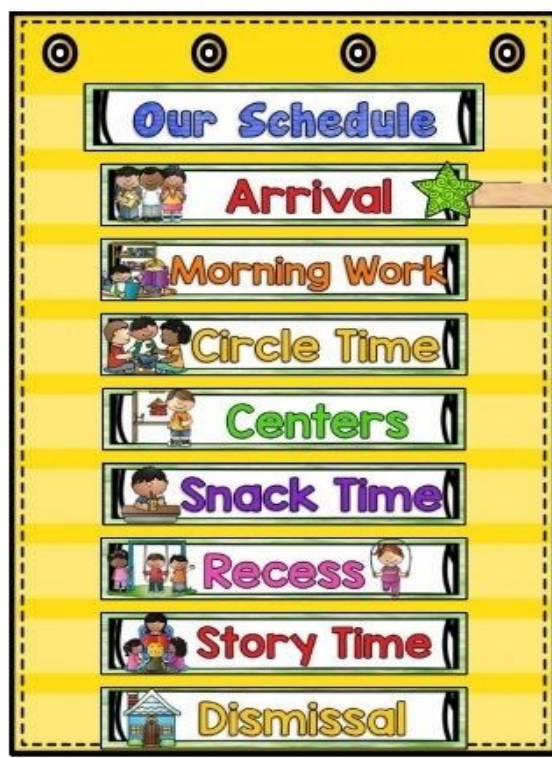 Our Schedule
Arrival
Morning Work
Circle Time
Centers
Snack Time
Recess
Story Time
Dismissal